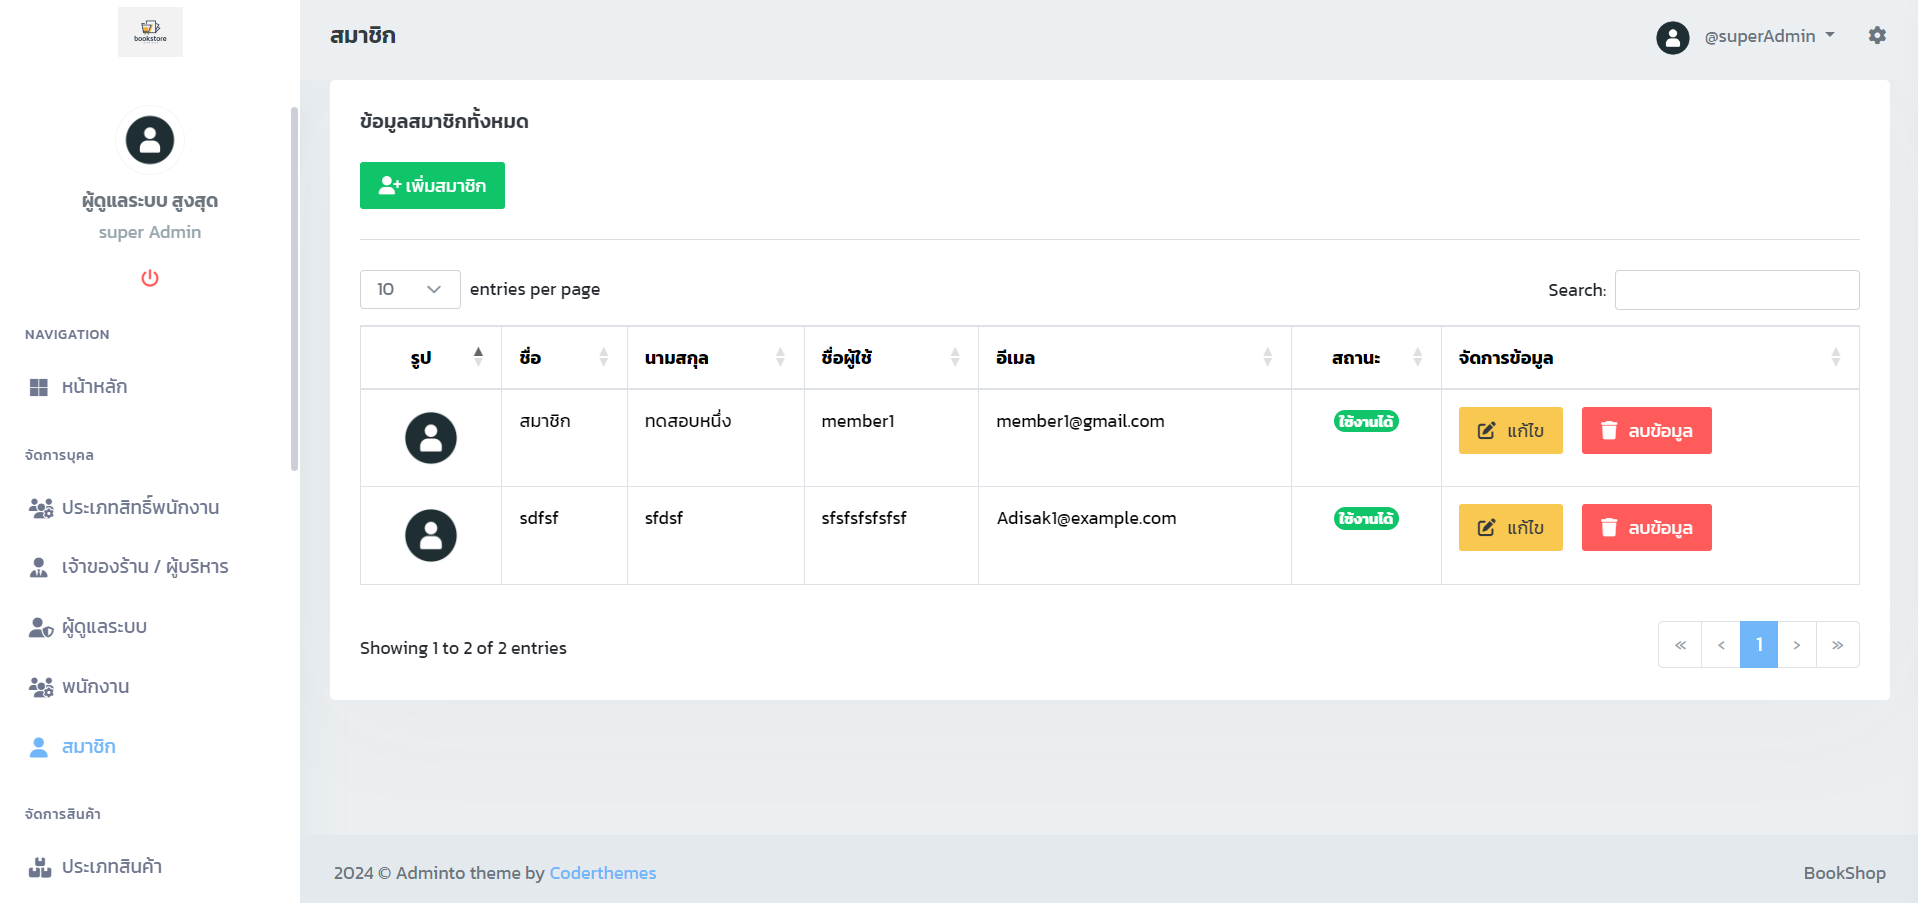 bookstore
ผู้ดูแลระบบ สูงสุด
super Admin
NAVIGATION
หน้าหลัก
จัดการบุคล
ประเภทสิทธิ์พนักงาน
เจ้าของร้าน / ผู้บริหาร
ผู้ดูแลระบบ
พนักงาน
สมาชิก
จัดการสินค้า
ประเภทสินค้า
สมาชิก
@superAdmin
ข้อมูลสมาชิกทั้งหมด
เพิ่มสมาชิก
10 entries per page
Search:
รูป ชื่อ นามสกุล ชื่อผู้ใช้ อีเมล สถานะ จัดการข้อมูล
สมาชิก ทดสอบหนึ่ง member1 member1@gmail.com ใช้งานได้ แก้ไข ลบข้อมูล
sdfsf sfdsf sfsfsfsfsfsf Adisak1@example.com ใช้งานได้ แก้ไข ลบข้อมูล
Showing 1 to 2 of 2 entries
« ‹ 1 › »
2024 © Adminto theme by Coderthemes
BookShop